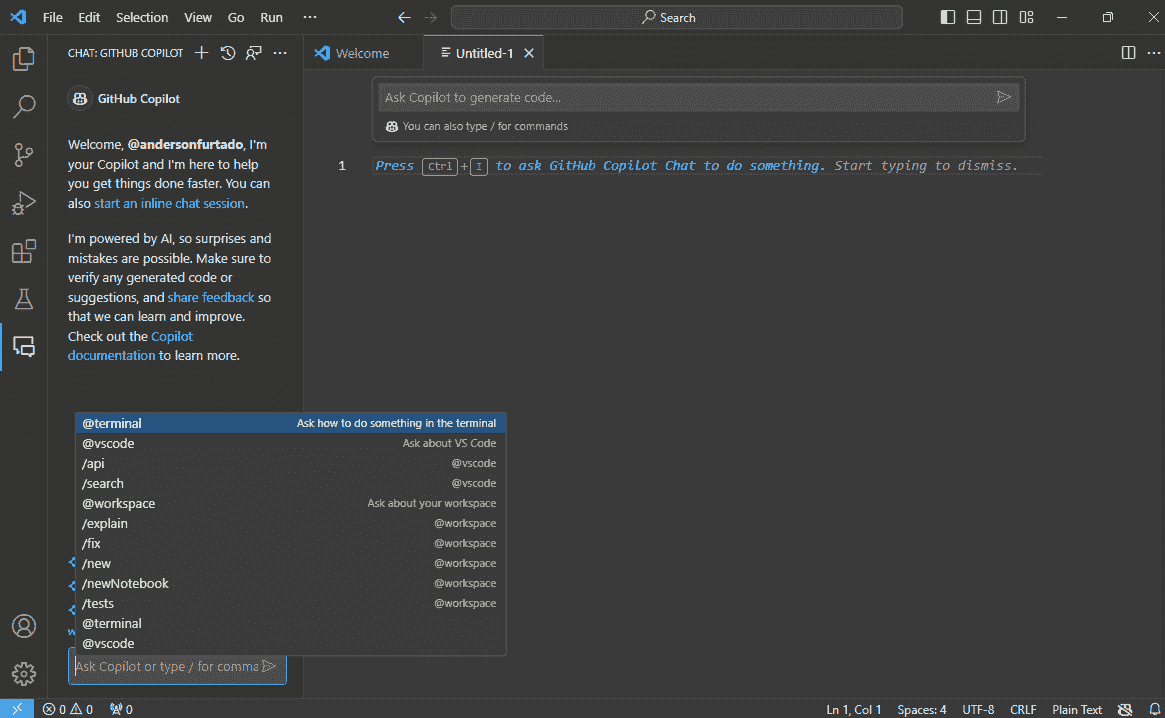 File Edit Selection View Go Run ··· Search
CHAT: GITHUB COPILOT
Welcome
Untitled-1
GitHub Copilot
Welcome, @andersonfurtado, I'm
your Copilot and I'm here to help
you get things done faster. You can
also start an inline chat session.
I'm powered by AI, so surprises and
mistakes are possible. Make sure to
verify any generated code or
suggestions, and share feedback so
that we can learn and improve.
Check out the Copilot
documentation to learn more.
Ask Copilot to generate code...
You can also type / for commands
1 Press Ctrl+I to ask GitHub Copilot Chat to do something. Start typing to dismiss.
@terminal Ask how to do something in the terminal
@vscode Ask about VS Code
/api @vscode
/search @vscode
@workspace Ask about your workspace
/explain @workspace
/fix @workspace
/new @workspace
/newNotebook @workspace
/tests @workspace
@terminal
@vscode
Ask Copilot or type / for comma
0 0 0 Ln 1, Col 1 Spaces: 4 UTF-8 CRLF Plain Text